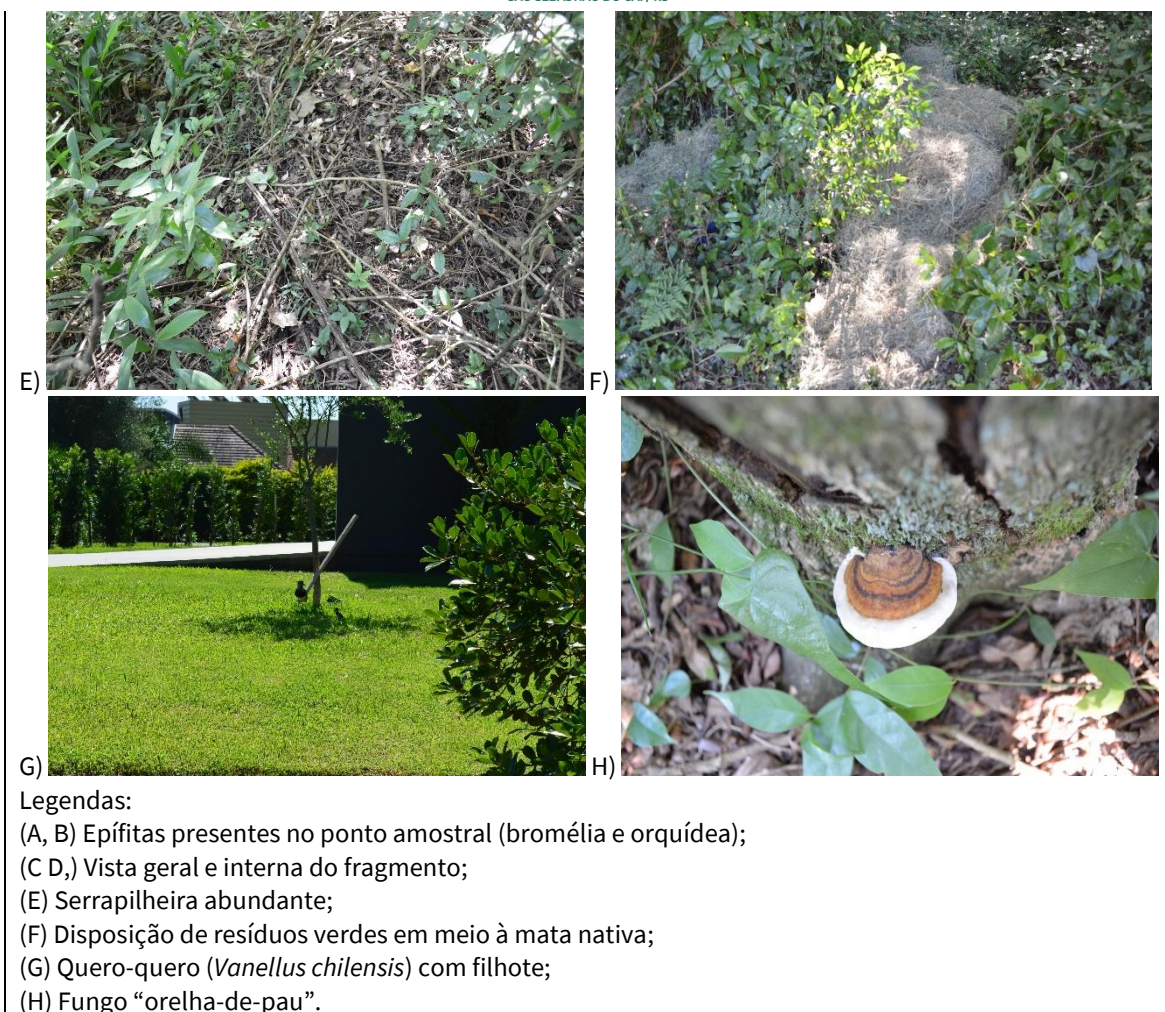 E)
F)
G)
H)
Legendas:
(A, B) Epífitas presentes no ponto amostral (bromélia e orquídea);
(C D,) Vista geral e interna do fragmento;
(E) Serrapilheira abundante;
(F) Disposição de resíduos verdes em meio à mata nativa;
(G) Quero-quero (Vanellus chilensis) com filhote;
(H) Fungo “orelha-de-pau”.